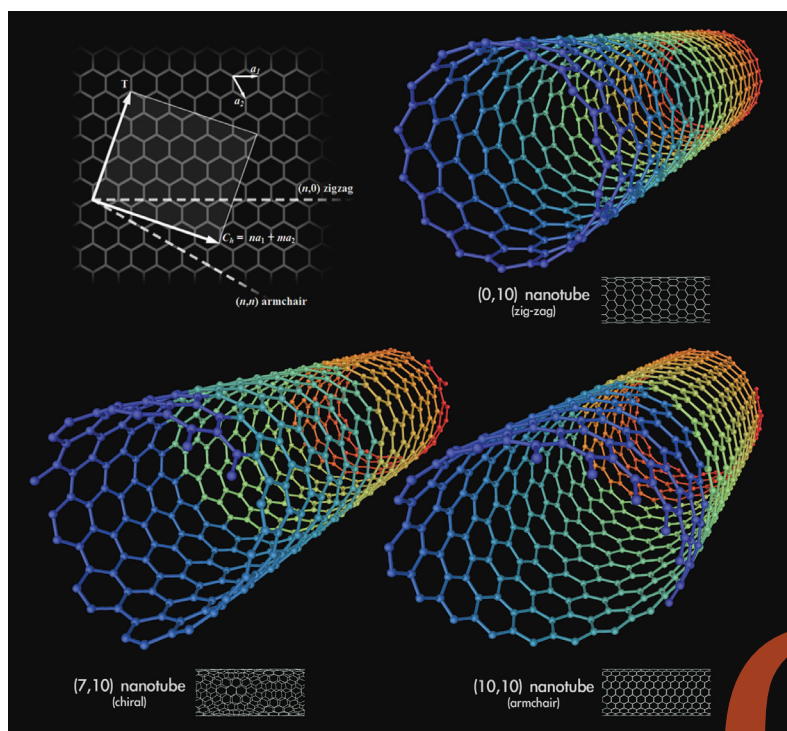 T
a1
a2
(n,0) zigzag
Ch = na1 + ma2
(n,n) armchair
(0,10) nanotube
(zig-zag)
(7,10) nanotube
(chiral)
(10,10) nanotube
(armchair)